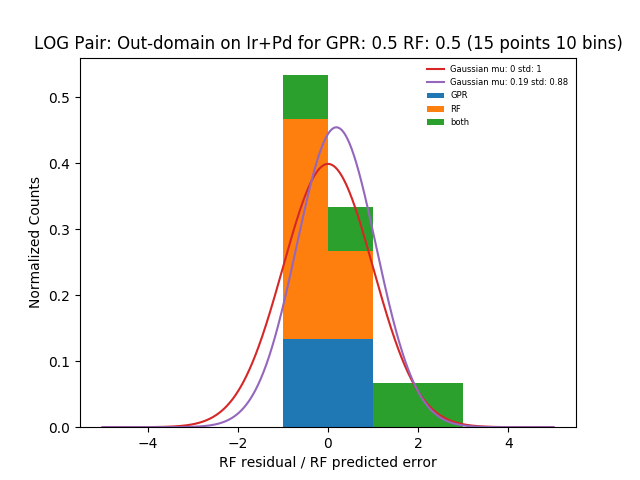 LOG Pair: Out-domain on Ir+Pd for GPR: 0.5 RF: 0.5 (15 points 10 bins)
Gaussian mu: 0 std: 1
Gaussian mu: 0.19 std: 0.88
GPR
RF
both
Normalized Counts
0.5
0.4
0.3
0.2
0.1
0.0
−4 −2 0 2 4
RF residual / RF predicted error